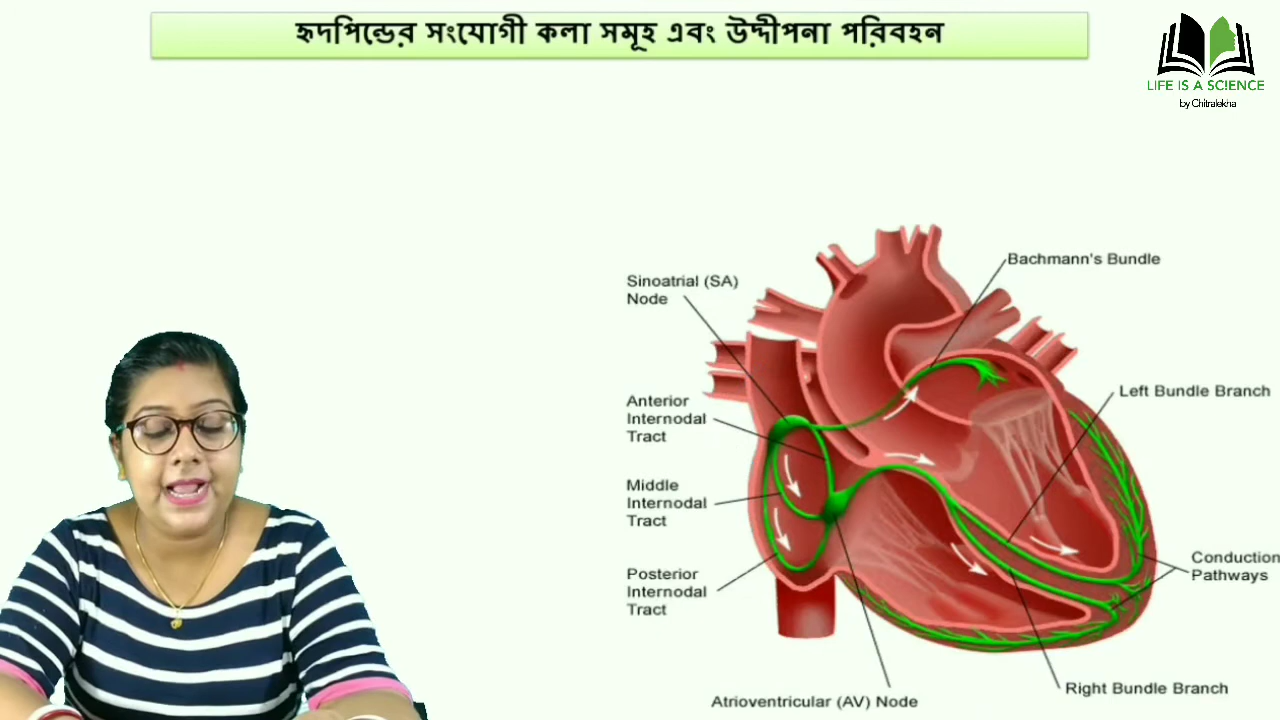 হৃদপিন্ডের সংযোগী কলা সমূহ এবং উদ্দীপনা পরিবহন
LIFE IS A SCIENCE
by Chitralekha
Bachmann's Bundle
Sinoatrial (SA)
Node
Left Bundle Branch
Anterior
Internodal
Tract
Middle
Internodal
Tract
Conduction
Pathways
Posterior
Internodal
Tract
Right Bundle Branch
Atrioventricular (AV) Node